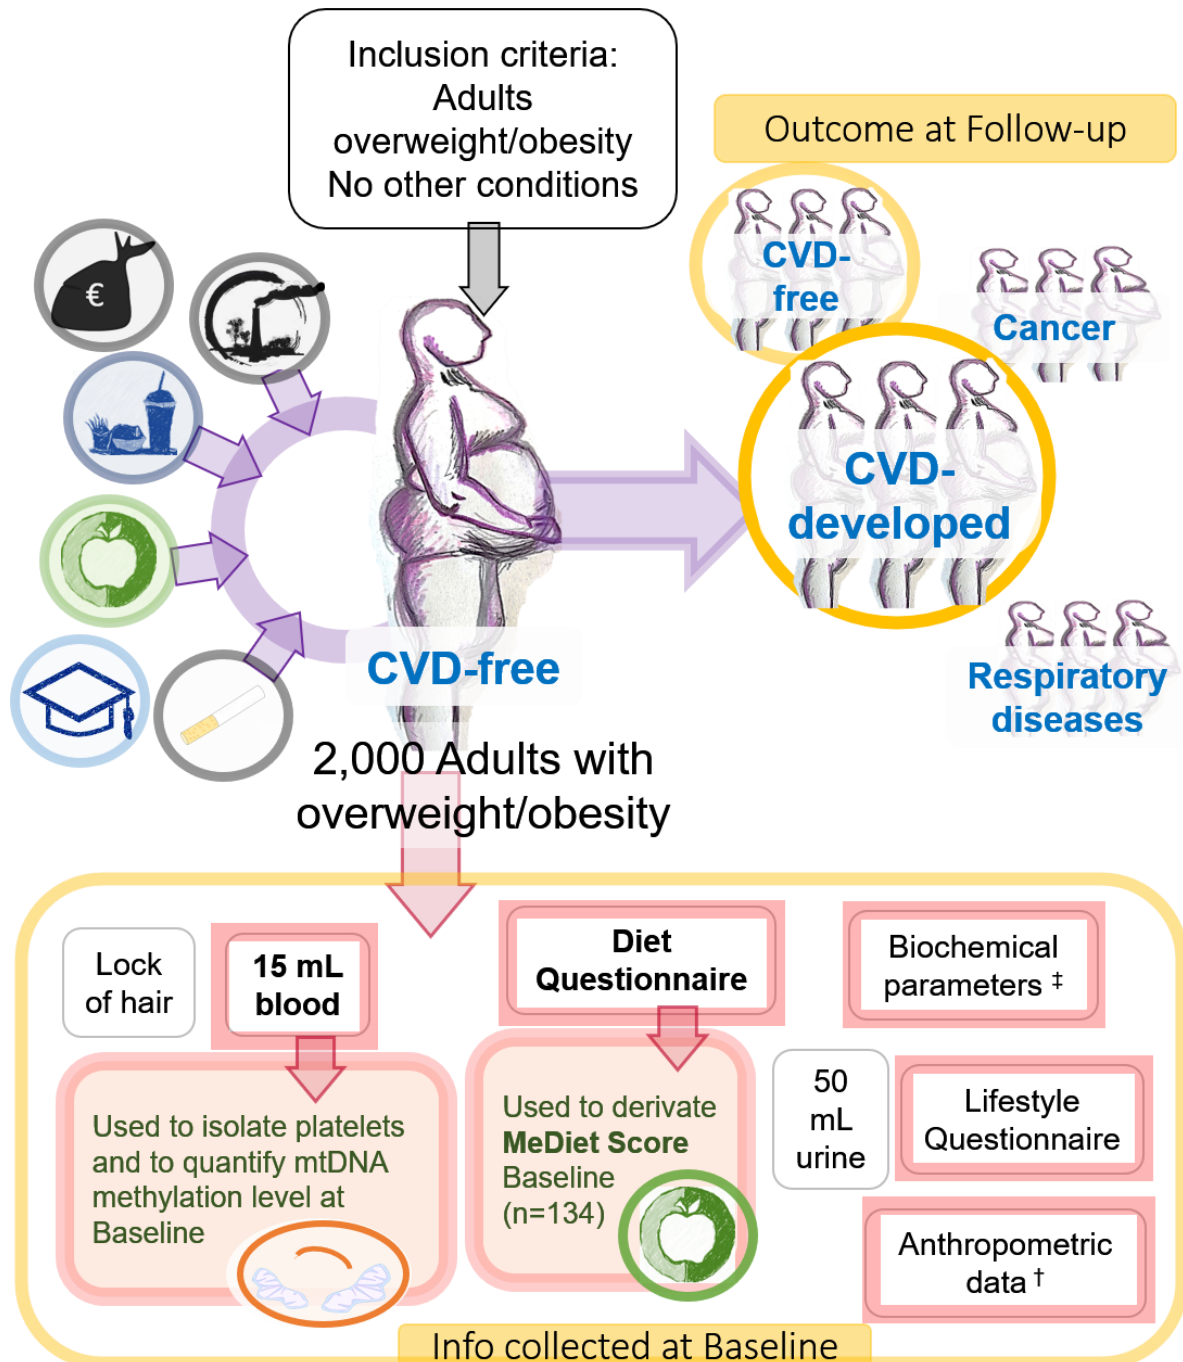 Inclusion criteria:
Adults
overweight/obesity
No other conditions
Outcome at Follow-up
€
CVD-
free
Cancer
CVD-
developed
Respiratory
diseases
CVD-free
2,000 Adults with
overweight/obesity
Lock
of hair
15 mL
blood
Diet
Questionnaire
Biochemical
parameters ‡
Used to isolate platelets
and to quantify mtDNA
methylation level at
Baseline
Used to derivate
MeDiet Score
Baseline
(n=134)
50
mL
urine
Lifestyle
Questionnaire
Anthropometric
data †
Info collected at Baseline